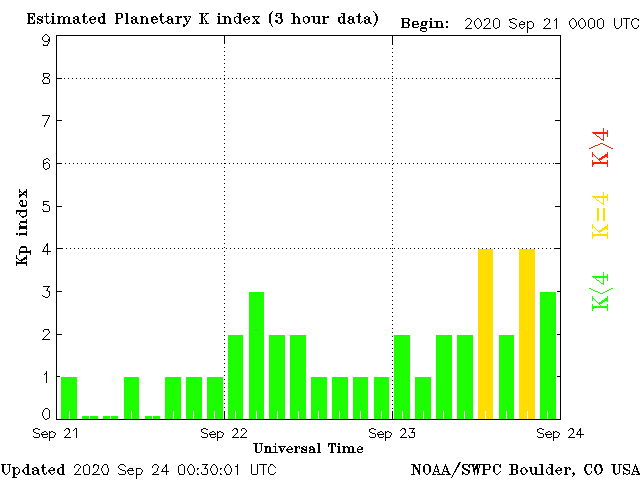 Estimated Planetary K index (3 hour data) Begin: 2020 Sep 21 0000 UTC
9
8
7
6
5
4
3
2
1
0
Kp index
Sep 21 Sep 22 Sep 23 Sep 24
Universal Time
K>4
K=4
K<4
Updated 2020 Sep 24 00:30:01 UTC NOAA/SWPC Boulder, CO USA